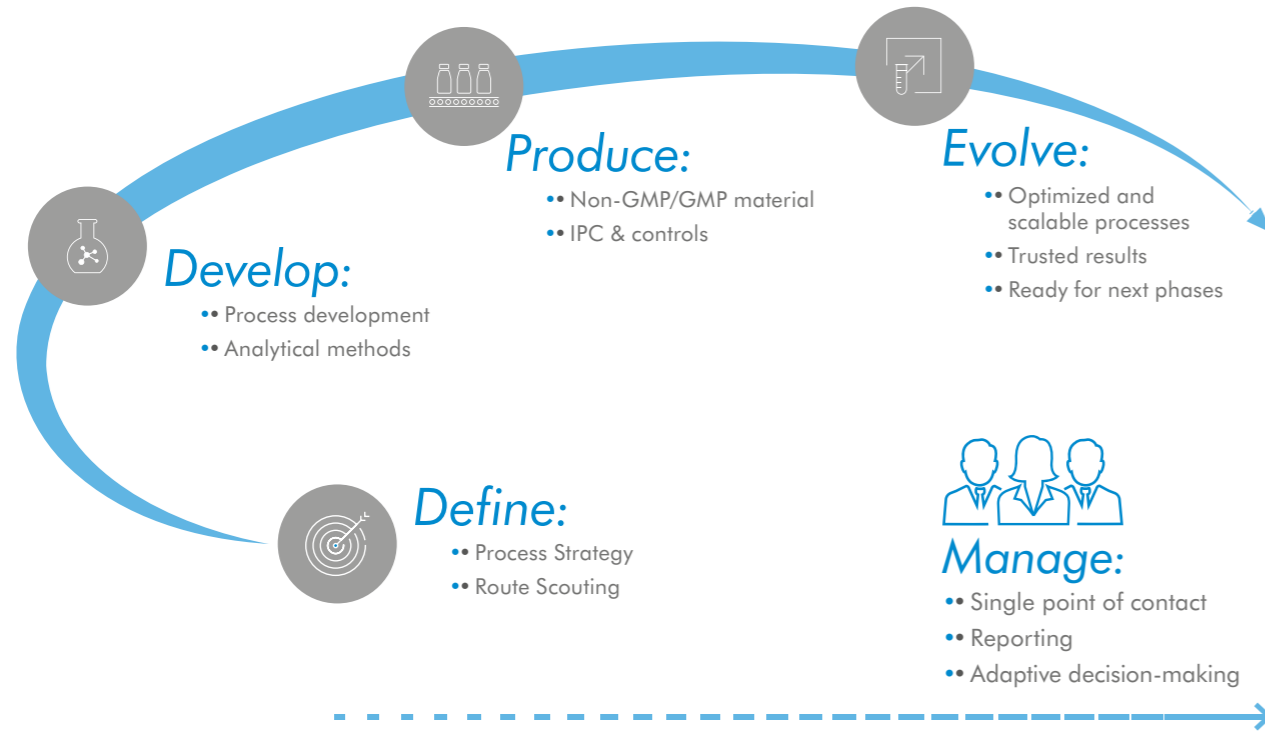 Produce:
•• Non-GMP/GMP material
•• IPC & controls
Evolve:
•• Optimized and
scalable processes
•• Trusted results
•• Ready for next phases
Develop:
•• Process development
•• Analytical methods
Define:
•• Process Strategy
•• Route Scouting
Manage:
•• Single point of contact
•• Reporting
•• Adaptive decision-making